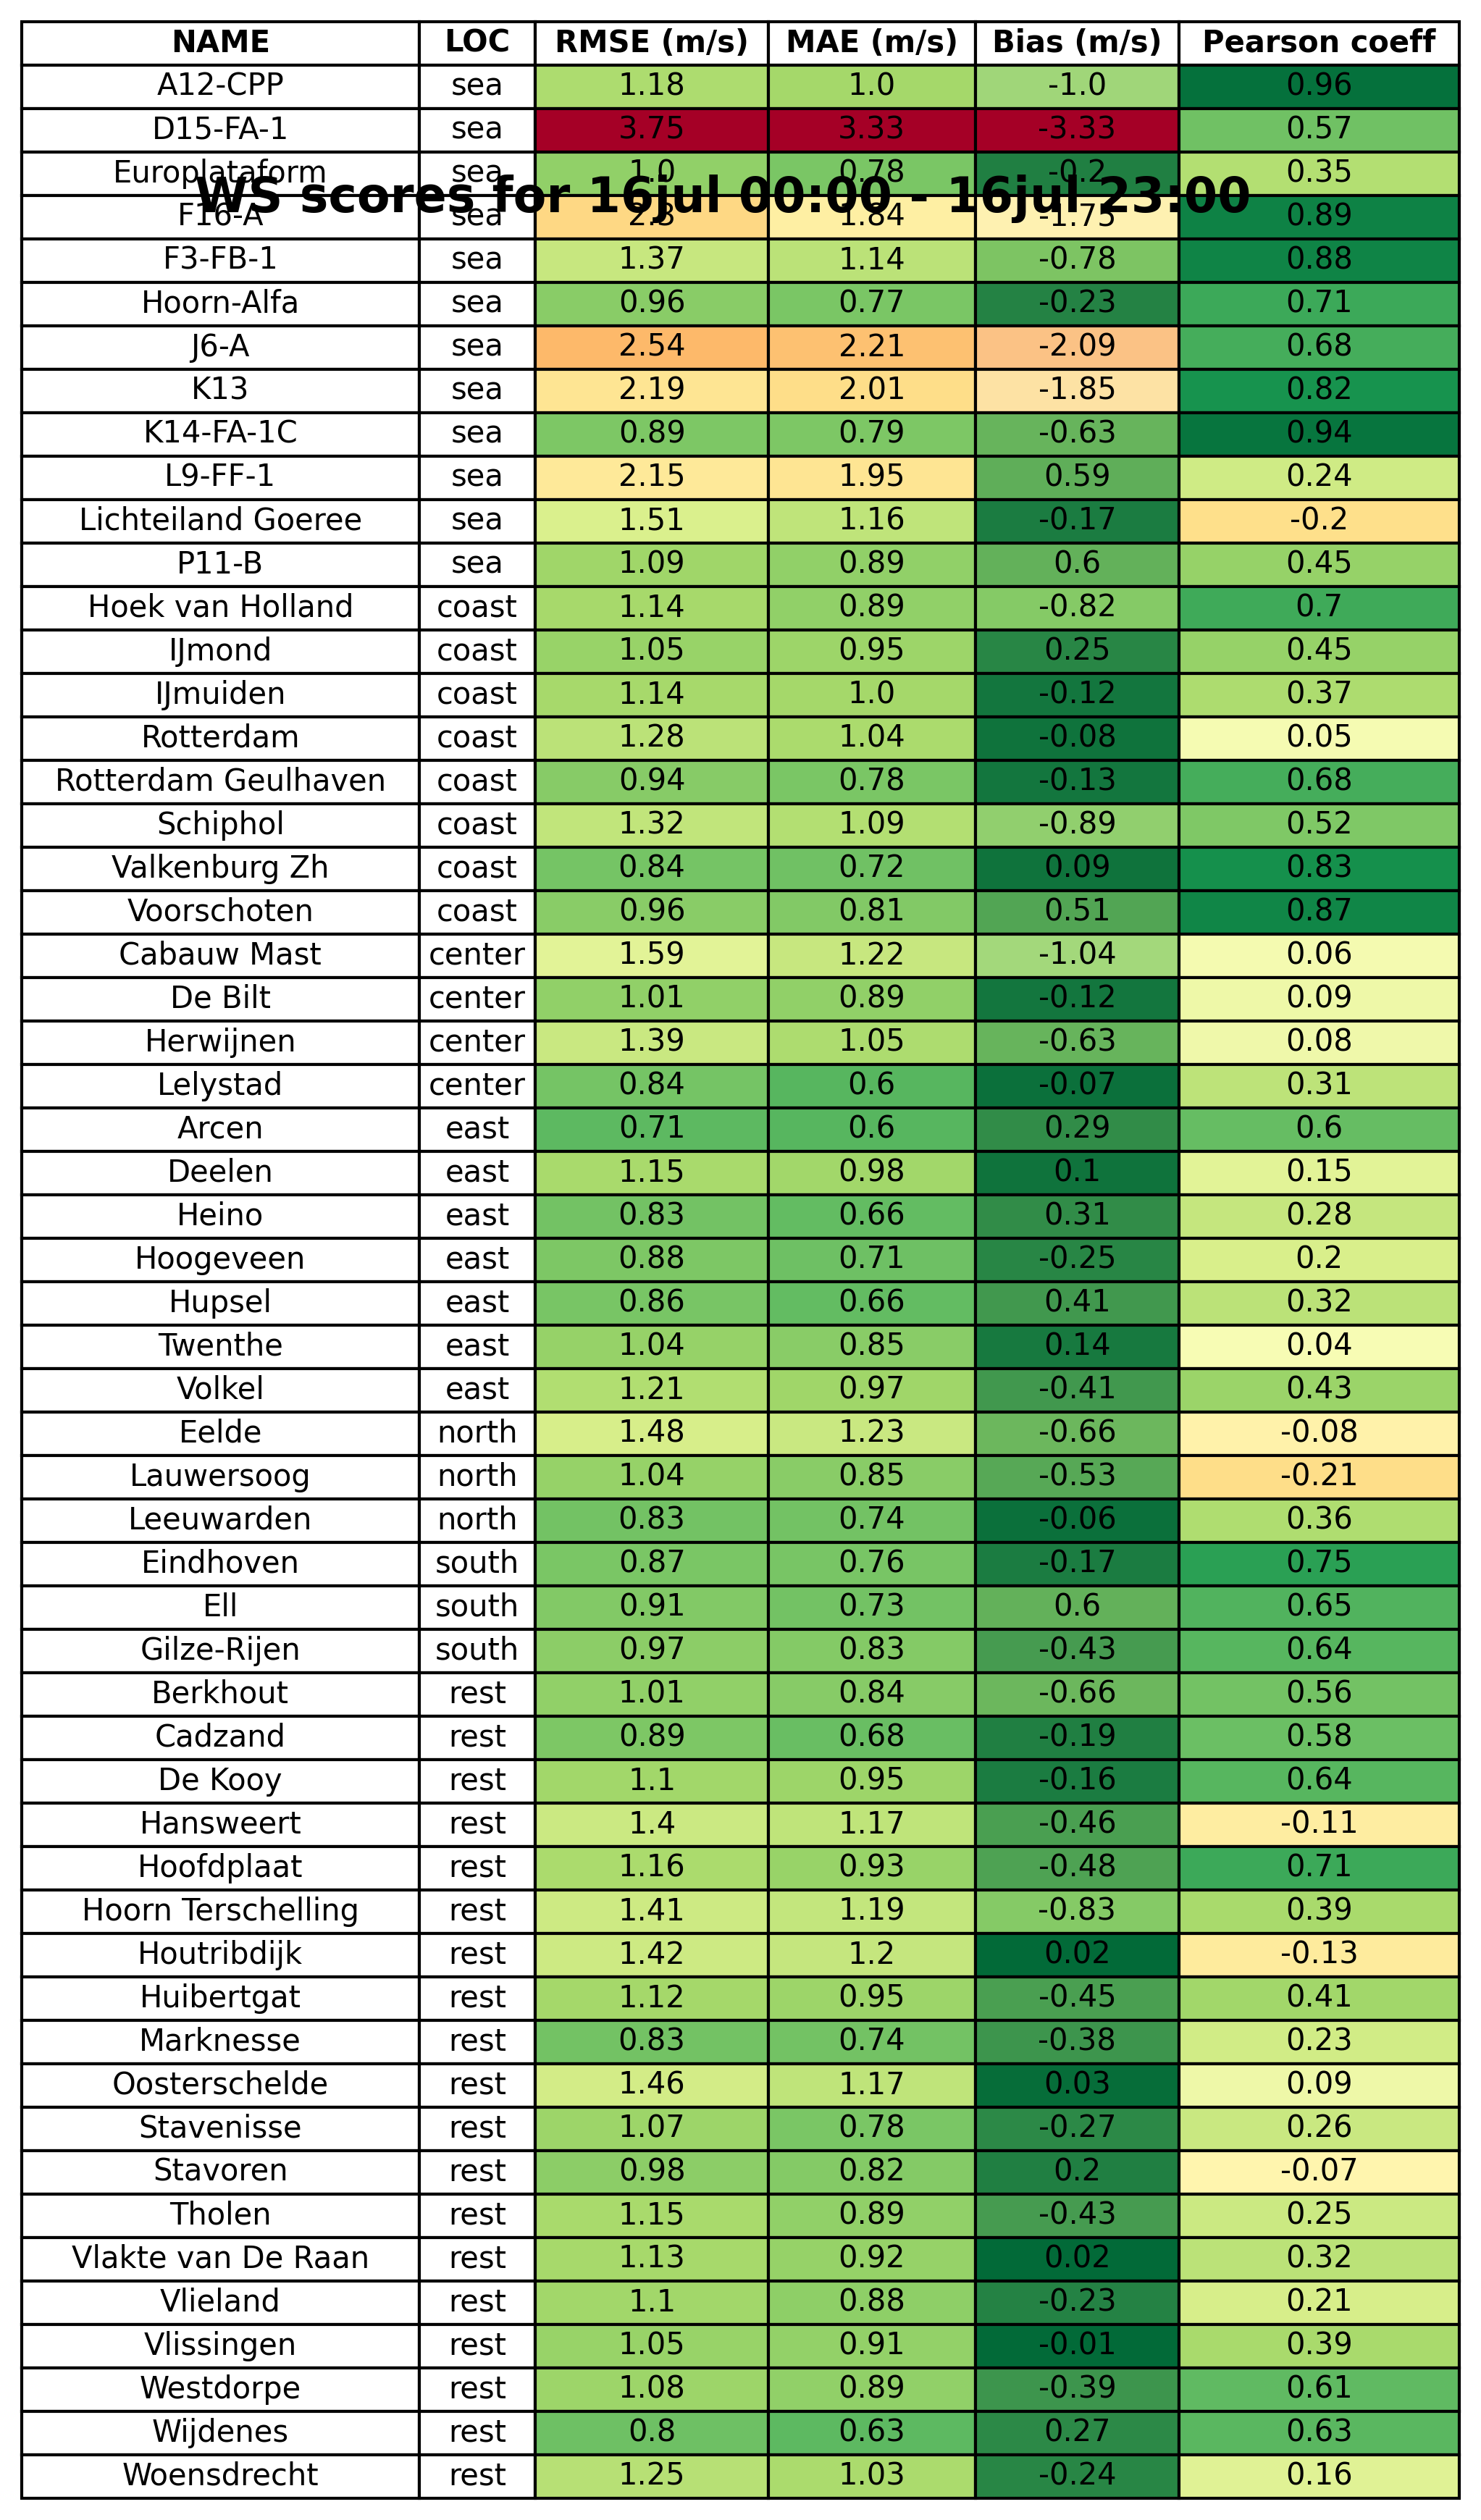 NAME LOC RMSE (m/s) MAE (m/s) Bias (m/s) Pearson coeff
A12-CPP sea 1.18 1.0 -1.0 0.96
D15-FA-1 sea 3.75 3.33 -3.33 0.57
Europlataform sea 1.0 0.78 -0.2 0.35
WS scores for 16jul 00:00 - 16jul 23:00
F16-A sea 2.3 1.84 -1.75 0.89
F3-FB-1 sea 1.37 1.14 -0.78 0.88
Hoorn-Alfa sea 0.96 0.77 -0.23 0.71
J6-A sea 2.54 2.21 -2.09 0.68
K13 sea 2.19 2.01 -1.85 0.82
K14-FA-1C sea 0.89 0.79 -0.63 0.94
L9-FF-1 sea 2.15 1.95 0.59 0.24
Lichteiland Goeree sea 1.51 1.16 -0.17 -0.2
P11-B sea 1.09 0.89 0.6 0.45
Hoek van Holland coast 1.14 0.89 -0.82 0.7
IJmond coast 1.05 0.95 0.25 0.45
IJmuiden coast 1.14 1.0 -0.12 0.37
Rotterdam coast 1.28 1.04 -0.08 0.05
Rotterdam Geulhaven coast 0.94 0.78 -0.13 0.68
Schiphol coast 1.32 1.09 -0.89 0.52
Valkenburg Zh coast 0.84 0.72 0.09 0.83
Voorschoten coast 0.96 0.81 0.51 0.87
Cabauw Mast center 1.59 1.22 -1.04 0.06
De Bilt center 1.01 0.89 -0.12 0.09
Herwijnen center 1.39 1.05 -0.63 0.08
Lelystad center 0.84 0.6 -0.07 0.31
Arcen east 0.71 0.6 0.29 0.6
Deelen east 1.15 0.98 0.1 0.15
Heino east 0.83 0.66 0.31 0.28
Hoogeveen east 0.88 0.71 -0.25 0.2
Hupsel east 0.86 0.66 0.41 0.32
Twenthe east 1.04 0.85 0.14 0.04
Volkel east 1.21 0.97 -0.41 0.43
Eelde north 1.48 1.23 -0.66 -0.08
Lauwersoog north 1.04 0.85 -0.53 -0.21
Leeuwarden north 0.83 0.74 -0.06 0.36
Eindhoven south 0.87 0.76 -0.17 0.75
Ell south 0.91 0.73 0.6 0.65
Gilze-Rijen south 0.97 0.83 -0.43 0.64
Berkhout rest 1.01 0.84 -0.66 0.56
Cadzand rest 0.89 0.68 -0.19 0.58
De Kooy rest 1.1 0.95 -0.16 0.64
Hansweert rest 1.4 1.17 -0.46 -0.11
Hoofdplaat rest 1.16 0.93 -0.48 0.71
Hoorn Terschelling rest 1.41 1.19 -0.83 0.39
Houtribdijk rest 1.42 1.2 0.02 -0.13
Huibertgat rest 1.12 0.95 -0.45 0.41
Marknesse rest 0.83 0.74 -0.38 0.23
Oosterschelde rest 1.46 1.17 0.03 0.09
Stavenisse rest 1.07 0.78 -0.27 0.26
Stavoren rest 0.98 0.82 0.2 -0.07
Tholen rest 1.15 0.89 -0.43 0.25
Vlakte van De Raan rest 1.13 0.92 0.02 0.32
Vlieland rest 1.1 0.88 -0.23 0.21
Vlissingen rest 1.05 0.91 -0.01 0.39
Westdorpe rest 1.08 0.89 -0.39 0.61
Wijdenes rest 0.8 0.63 0.27 0.63
Woensdrecht rest 1.25 1.03 -0.24 0.16